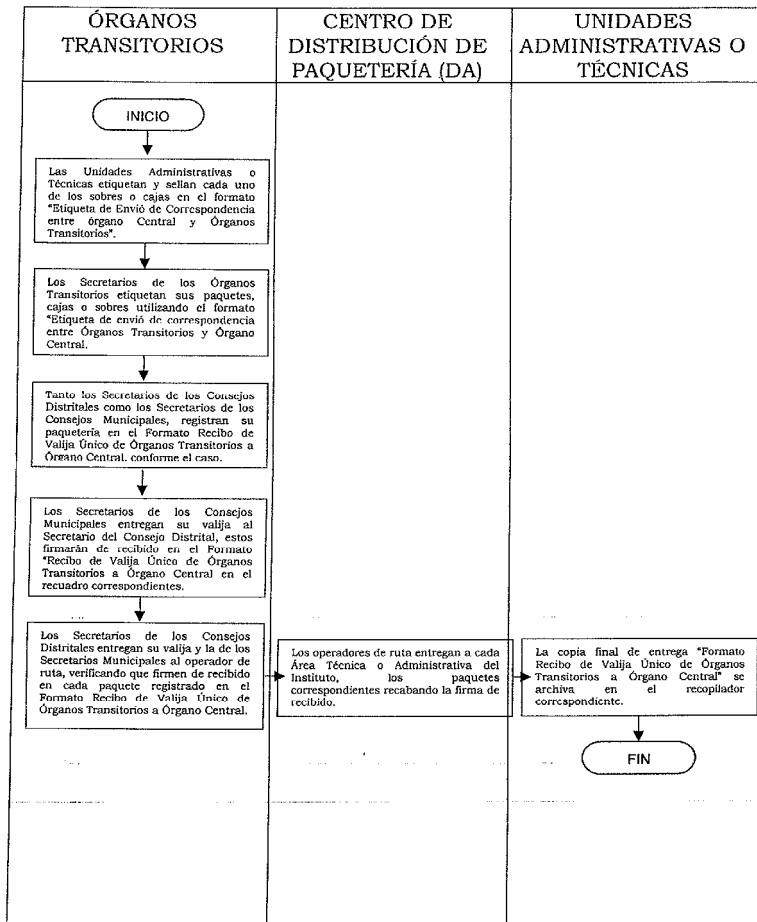 ÓRGANOS
TRANSITORIOS
CENTRO DE
DISTRIBUCIÓN DE
PAQUETERÍA (DA)
UNIDADES
ADMINISTRATIVAS O
TÉCNICAS
INICIO
Las Unidades Administrativas o
Técnicas etiquetan y sellan cada uno
de los sobres o cajas en el formato
"Etiqueta de Envió de Correspondencia
entre órgano Central y Órganos
Transitorios".
Los Secretarios de los Órganos
Transitorios etiquetan sus paquetes,
cajas o sobres utilizando el formato
"Etiqueta de envió de correspondencia
entre Órganos Transitorios y Órgano
Central.
Tanto los Secretarios de los Consejos
Distritales como los Secretarios de los
Consejos Municipales, registran su
paquetería en el Formato Recibo de
Valija Único de Órganos Transitorios a
Órgano Central. conforme el caso.
Los Secretarios de los Consejos
Municipales entregan su valija al
Secretario del Consejo Distrital, estos
firmarán de recibido en el Formato
"Recibo de Valija Único de Órganos
Transitorios a Órgano Central en el
recuadro correspondientes.
Los Secretarios de los Consejos
Distritales entregan su valija y la de los
Secretarios Municipales al operador de
ruta, verificando que firmen de recibido
en cada paquete registrado en el
Formato Recibo de Valija Único de
Órganos Transitorios a Órgano Central.
Los operadores de ruta entregan a cada
Área Técnica o Administrativa del
Instituto, los paquetes
correspondientes recabando la firma de
recibido.
La copia final de entrega "Formato
Recibo de Valija Único de Órganos
Transitorios a Órgano Central" se
archiva en el recopilador
correspondiente.
FIN